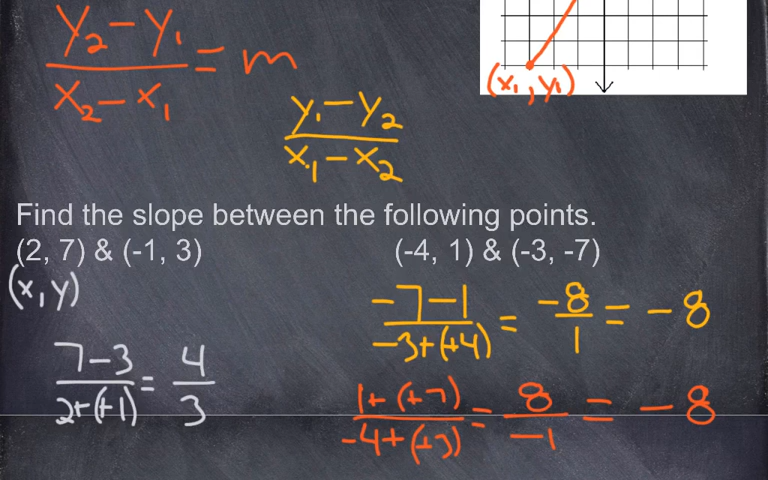 y₂ - y₁ / x₂ - x₁ = m
(x₁, y₁)
y₁ - y₂ / x₁ - x₂
Find the slope between the following points.
(2, 7) & (-1, 3)
(-4, 1) & (-3, -7)
(x, y)
-7 - 1 / -3 + (+4) = -8 / 1 = -8
7 - 3 / 2 + (+1) = 4 / 3
1 + (+7) / -4 + (+3) = 8 / -1 = -8